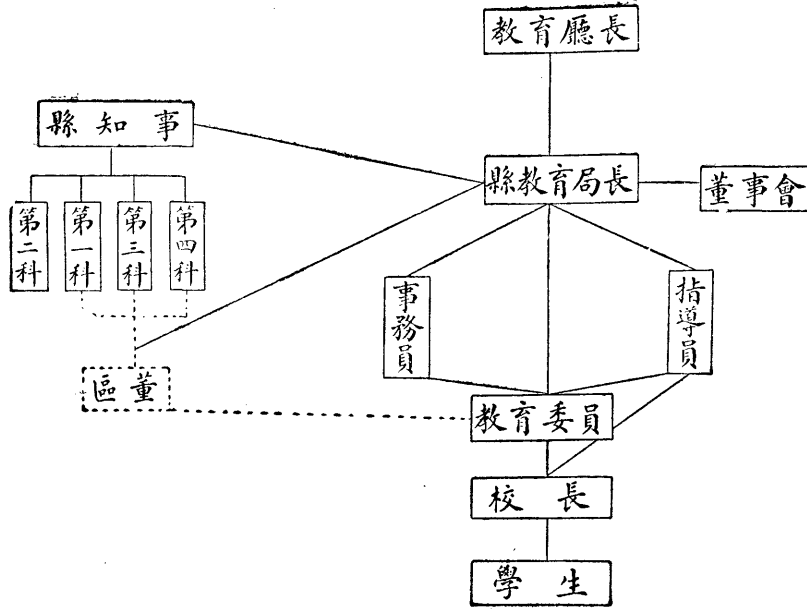 教育廳長
縣知事
縣教育局長
董事會
第二科
第一科
第三科
第四科
事務員
指導員
區董
教育委員
校長
學生